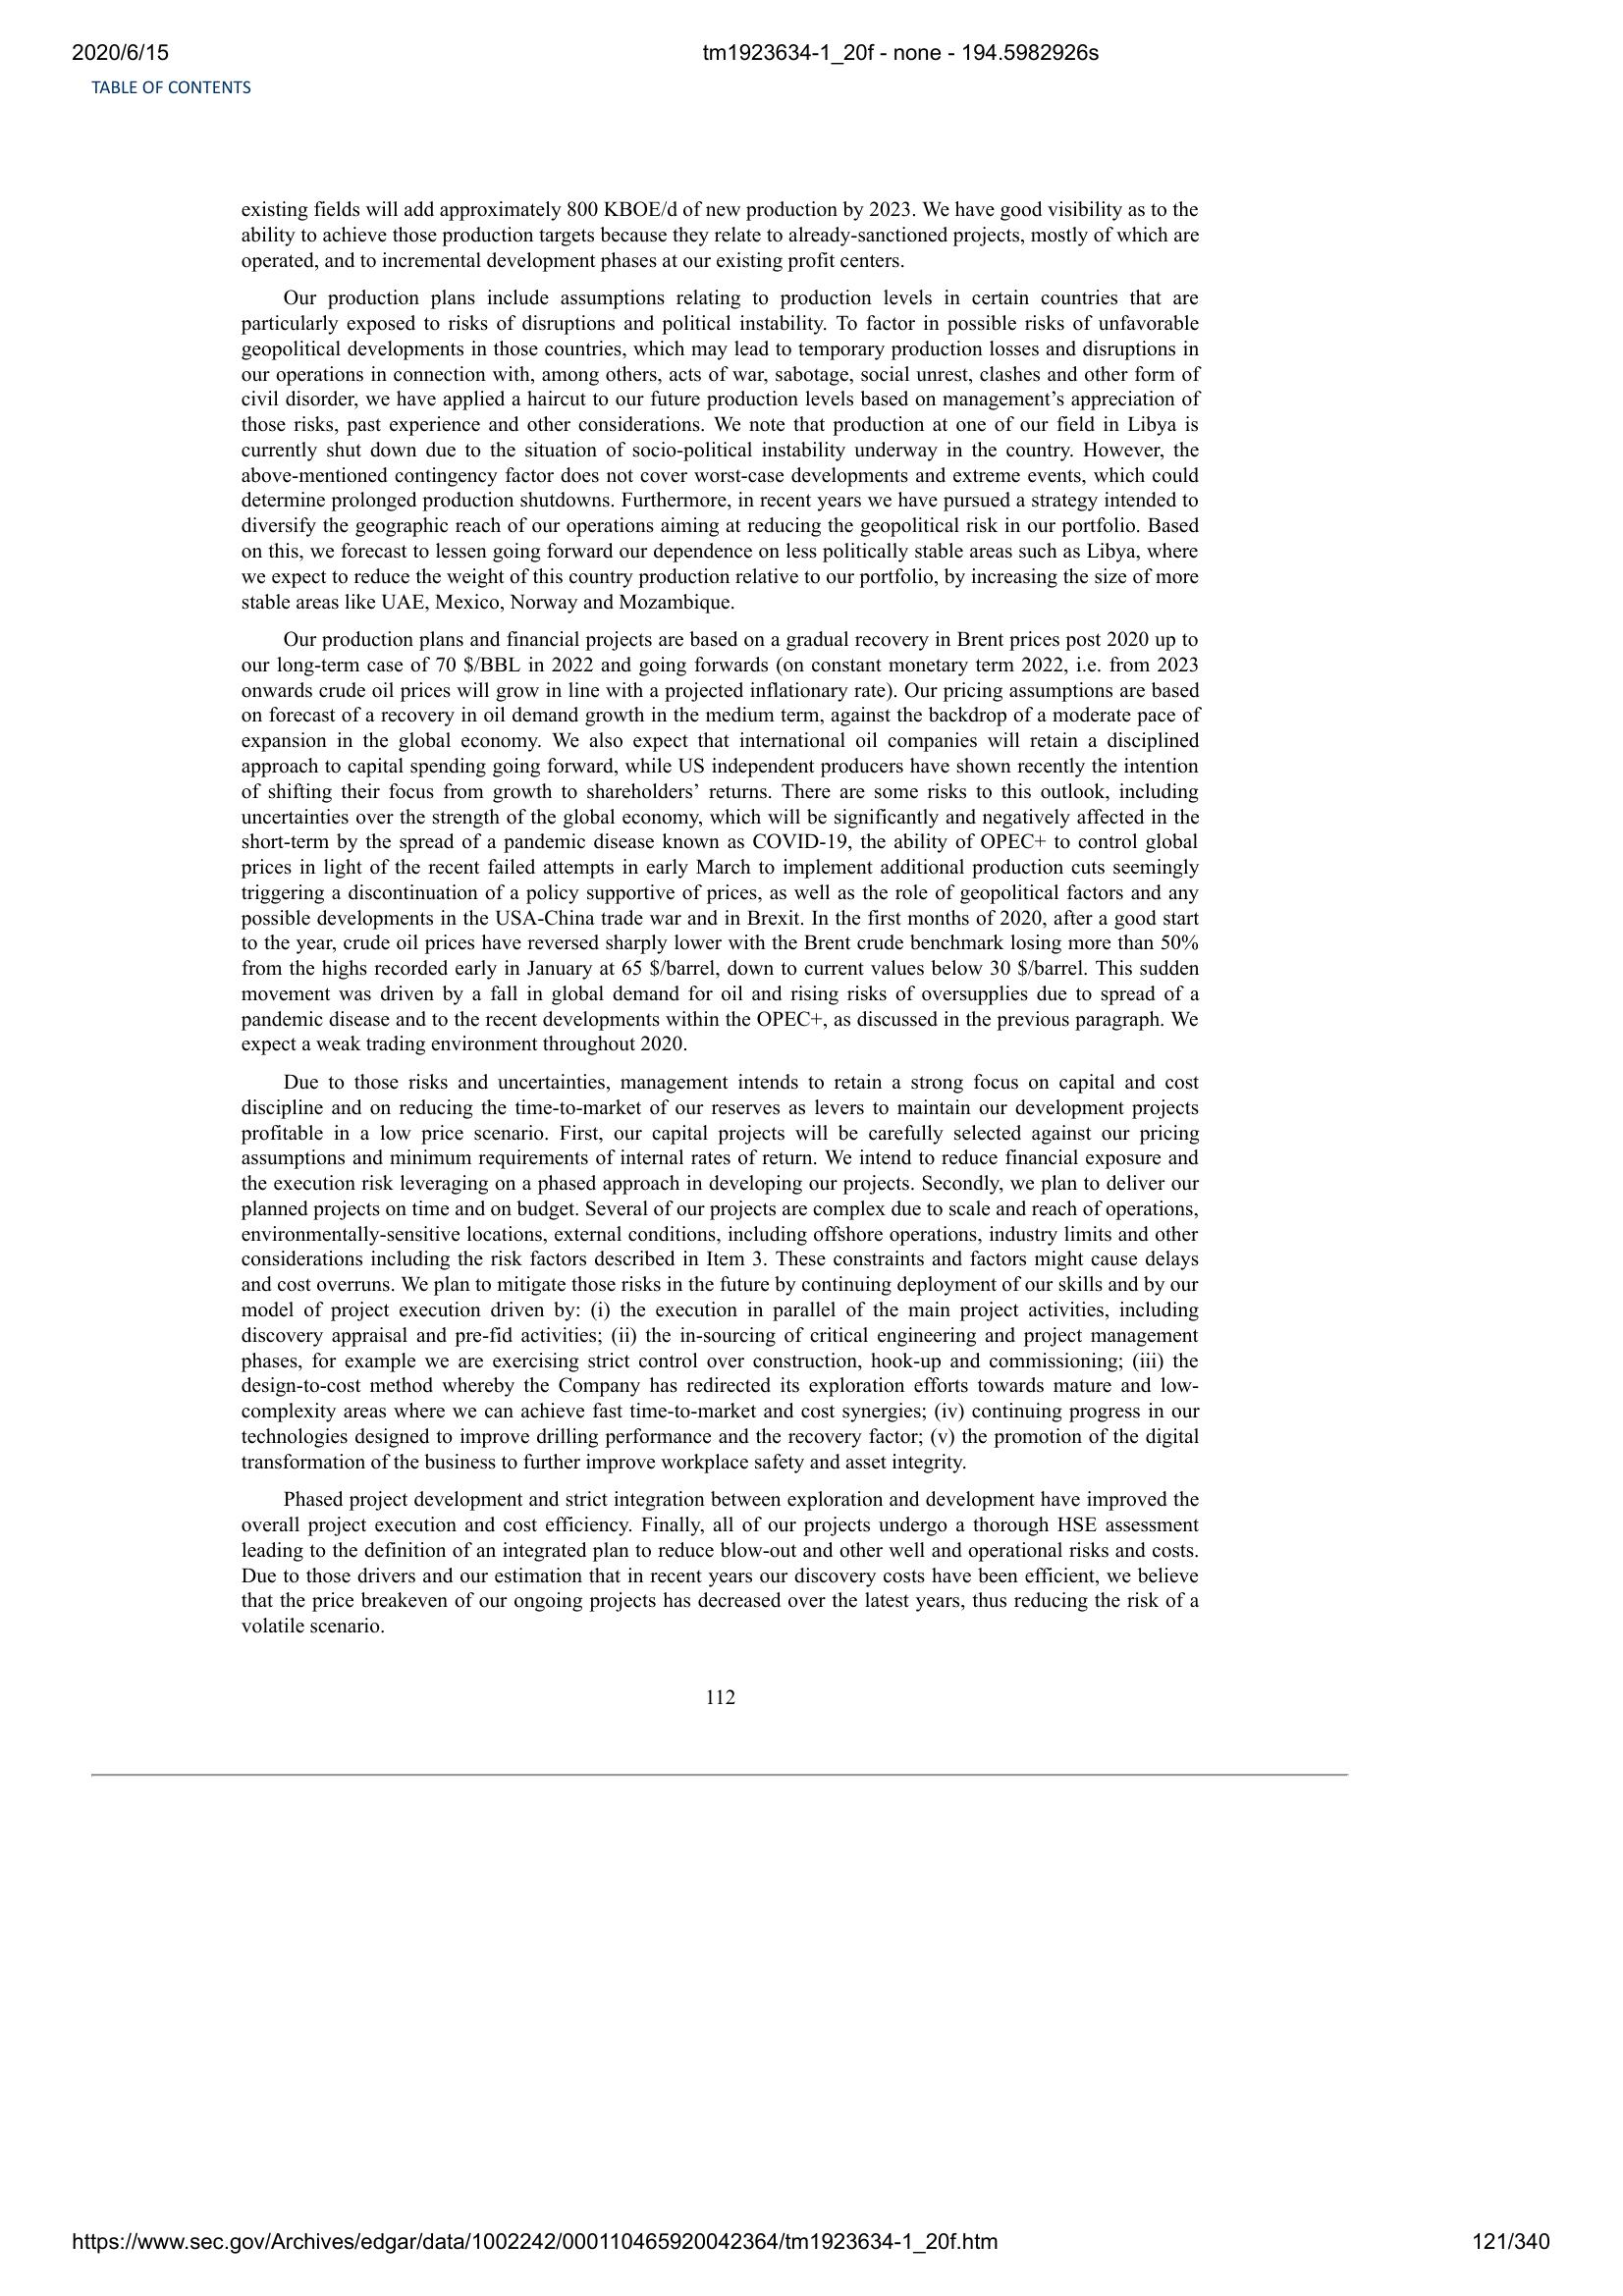 2020/6/15
tm1923634-1_20f - none - 194.5982926s
TABLE OF CONTENTS
existing fields will add approximately 800 KBOE/d of new production by 2023. We have good visibility as to the
ability to achieve those production targets because they relate to already-sanctioned projects, mostly of which are
operated, and to incremental development phases at our existing profit centers.
Our production plans include assumptions relating to production levels in certain countries that are
particularly exposed to risks of disruptions and political instability. To factor in possible risks of unfavorable
geopolitical developments in those countries, which may lead to temporary production losses and disruptions in
our operations in connection with, among others, acts of war, sabotage, social unrest, clashes and other form of
civil disorder, we have applied a haircut to our future production levels based on management’s appreciation of
those risks, past experience and other considerations. We note that production at one of our field in Libya is
currently shut down due to the situation of socio-political instability underway in the country. However, the
above-mentioned contingency factor does not cover worst-case developments and extreme events, which could
determine prolonged production shutdowns. Furthermore, in recent years we have pursued a strategy intended to
diversify the geographic reach of our operations aiming at reducing the geopolitical risk in our portfolio. Based
on this, we forecast to lessen going forward our dependence on less politically stable areas such as Libya, where
we expect to reduce the weight of this country production relative to our portfolio, by increasing the size of more
stable areas like UAE, Mexico, Norway and Mozambique.
Our production plans and financial projects are based on a gradual recovery in Brent prices post 2020 up to
our long-term case of 70 $/BBL in 2022 and going forwards (on constant monetary term 2022, i.e. from 2023
onwards crude oil prices will grow in line with a projected inflationary rate). Our pricing assumptions are based
on forecast of a recovery in oil demand growth in the medium term, against the backdrop of a moderate pace of
expansion in the global economy. We also expect that international oil companies will retain a disciplined
approach to capital spending going forward, while US independent producers have shown recently the intention
of shifting their focus from growth to shareholders’ returns. There are some risks to this outlook, including
uncertainties over the strength of the global economy, which will be significantly and negatively affected in the
short-term by the spread of a pandemic disease known as COVID-19, the ability of OPEC+ to control global
prices in light of the recent failed attempts in early March to implement additional production cuts seemingly
triggering a discontinuation of a policy supportive of prices, as well as the role of geopolitical factors and any
possible developments in the USA-China trade war and in Brexit. In the first months of 2020, after a good start
to the year, crude oil prices have reversed sharply lower with the Brent crude benchmark losing more than 50%
from the highs recorded early in January at 65 $/barrel, down to current values below 30 $/barrel. This sudden
movement was driven by a fall in global demand for oil and rising risks of oversupplies due to spread of a
pandemic disease and to the recent developments within the OPEC+, as discussed in the previous paragraph. We
expect a weak trading environment throughout 2020.
Due to those risks and uncertainties, management intends to retain a strong focus on capital and cost
discipline and on reducing the time-to-market of our reserves as levers to maintain our development projects
profitable in a low price scenario. First, our capital projects will be carefully selected against our pricing
assumptions and minimum requirements of internal rates of return. We intend to reduce financial exposure and
the execution risk leveraging on a phased approach in developing our projects. Secondly, we plan to deliver our
planned projects on time and on budget. Several of our projects are complex due to scale and reach of operations,
environmentally-sensitive locations, external conditions, including offshore operations, industry limits and other
considerations including the risk factors described in Item 3. These constraints and factors might cause delays
and cost overruns. We plan to mitigate those risks in the future by continuing deployment of our skills and by our
model of project execution driven by: (i) the execution in parallel of the main project activities, including
discovery appraisal and pre-fid activities; (ii) the in-sourcing of critical engineering and project management
phases, for example we are exercising strict control over construction, hook-up and commissioning; (iii) the
design-to-cost method whereby the Company has redirected its exploration efforts towards mature and low-
complexity areas where we can achieve fast time-to-market and cost synergies; (iv) continuing progress in our
technologies designed to improve drilling performance and the recovery factor; (v) the promotion of the digital
transformation of the business to further improve workplace safety and asset integrity.
Phased project development and strict integration between exploration and development have improved the
overall project execution and cost efficiency. Finally, all of our projects undergo a thorough HSE assessment
leading to the definition of an integrated plan to reduce blow-out and other well and operational risks and costs.
Due to those drivers and our estimation that in recent years our discovery costs have been efficient, we believe
that the price breakeven of our ongoing projects has decreased over the latest years, thus reducing the risk of a
volatile scenario.
112
https://www.sec.gov/Archives/edgar/data/1002242/000110465920042364/tm1923634-1_20f.htm
121/340